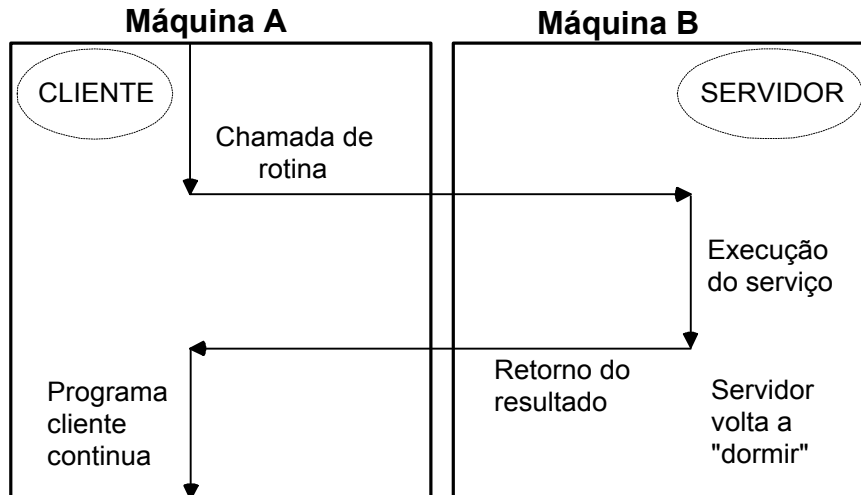 Máquina A
Máquina B
CLIENTE
SERVIDOR
Chamada de
rotina
Execução
do serviço
Retorno do
resultado
Programa
cliente
continua
Servidor
volta a
"dormir"